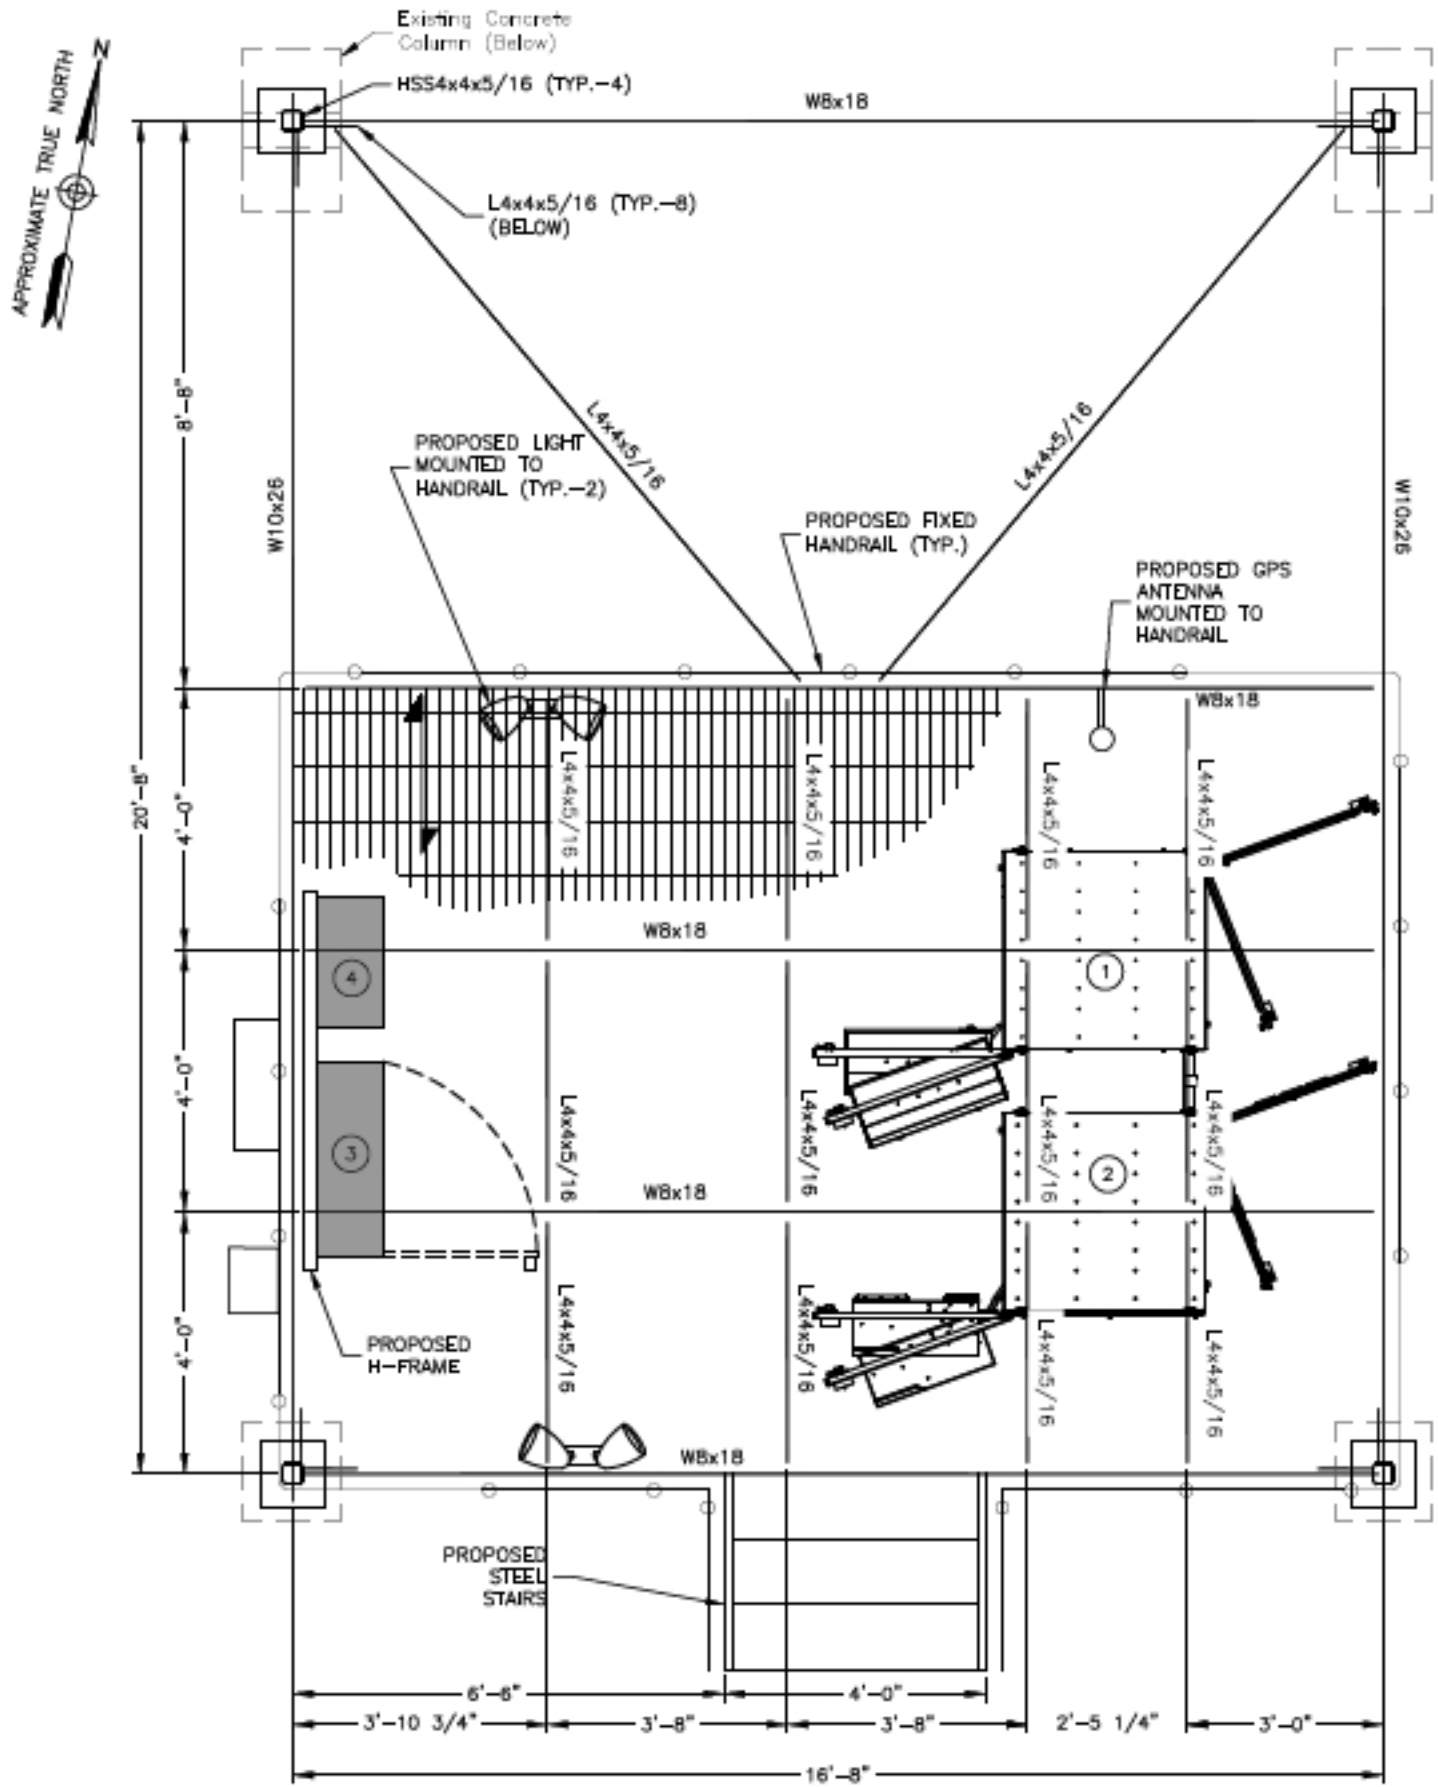 Existing Concrete
Column (Below)
N
APPROXIMATE TRUE NORTH
HSS4x4x5/16 (TYP.-4)
W8x18
L4x4x5/16 (TYP.-8)
(BELOW)
8'-8"
L4x4x5/16
L4x4x5/16
PROPOSED LIGHT
MOUNTED TO
HANDRAIL (TYP.-2)
W10x26
W10x26
PROPOSED FIXED
HANDRAIL (TYP.)
PROPOSED GPS
ANTENNA
MOUNTED TO
HANDRAIL
W8x18
20'-8"
4'-0"
L4x4x5/16
L4x4x5/16
L4x4x5/16
L4x4x5/16
W8x18
4
1
4'-0"
3
L4x4x5/16
L4x4x5/16
L4x4x5/16
L4x4x5/16
2
W8x18
4'-0"
L4x4x5/16
L4x4x5/16
L4x4x5/16
L4x4x5/16
PROPOSED
H-FRAME
W8x18
PROPOSED
STEEL
STAIRS
6'-6"
4'-0"
3'-10 3/4"
3'-8"
3'-8"
2'-5 1/4"
3'-0"
16'-8"